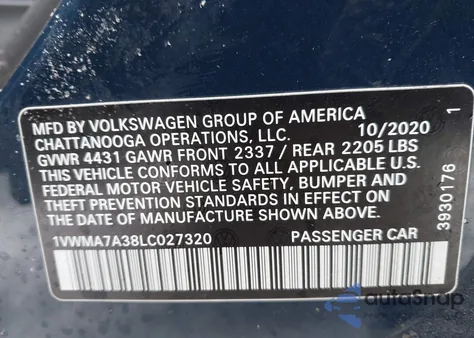 MFD BY VOLKSWAGEN GROUP OF AMERICA
CHATTANOOGA OPERATIONS, LLC. 10/2020
GVWR 4431 GAWR FRONT 2337 / REAR 2205 LBS
THIS VEHICLE CONFORMS TO ALL APPLICABLE U.S.
FEDERAL MOTOR VEHICLE SAFETY, BUMPER AND
THEFT PREVENTION STANDARDS IN EFFECT ON THE
DATE OF MANUFACTURE SHOWN ABOVE.
1VWMA7A38LC027320 PASSENGER CAR
3930176 1
autoSnap